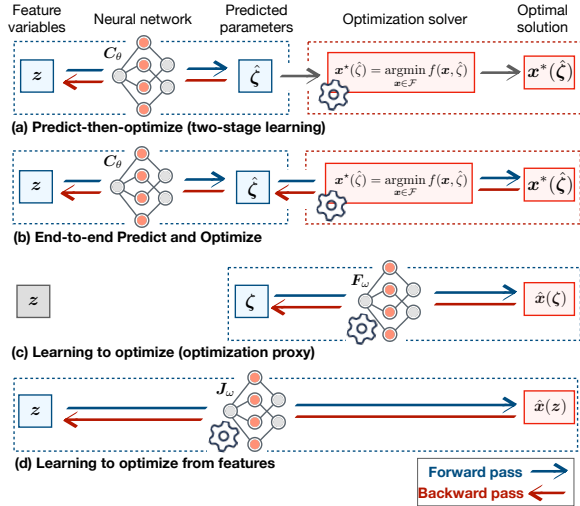 Feature variables
Neural network
Predicted parameters
Optimization solver
Optimal solution
C_θ
z
ζ̂
x⋆(ζ̂) = argmin f(x, ζ̂)
x∈F
x*(ζ̂)
(a) Predict-then-optimize (two-stage learning)
C_θ
z
ζ̂
x⋆(ζ̂) = argmin f(x, ζ̂)
x∈F
x*(ζ̂)
(b) End-to-end Predict and Optimize
F_ω
z
ζ
x̂(ζ)
(c) Learning to optimize (optimization proxy)
J_ω
z
x̂(z)
(d) Learning to optimize from features
Forward pass
Backward pass